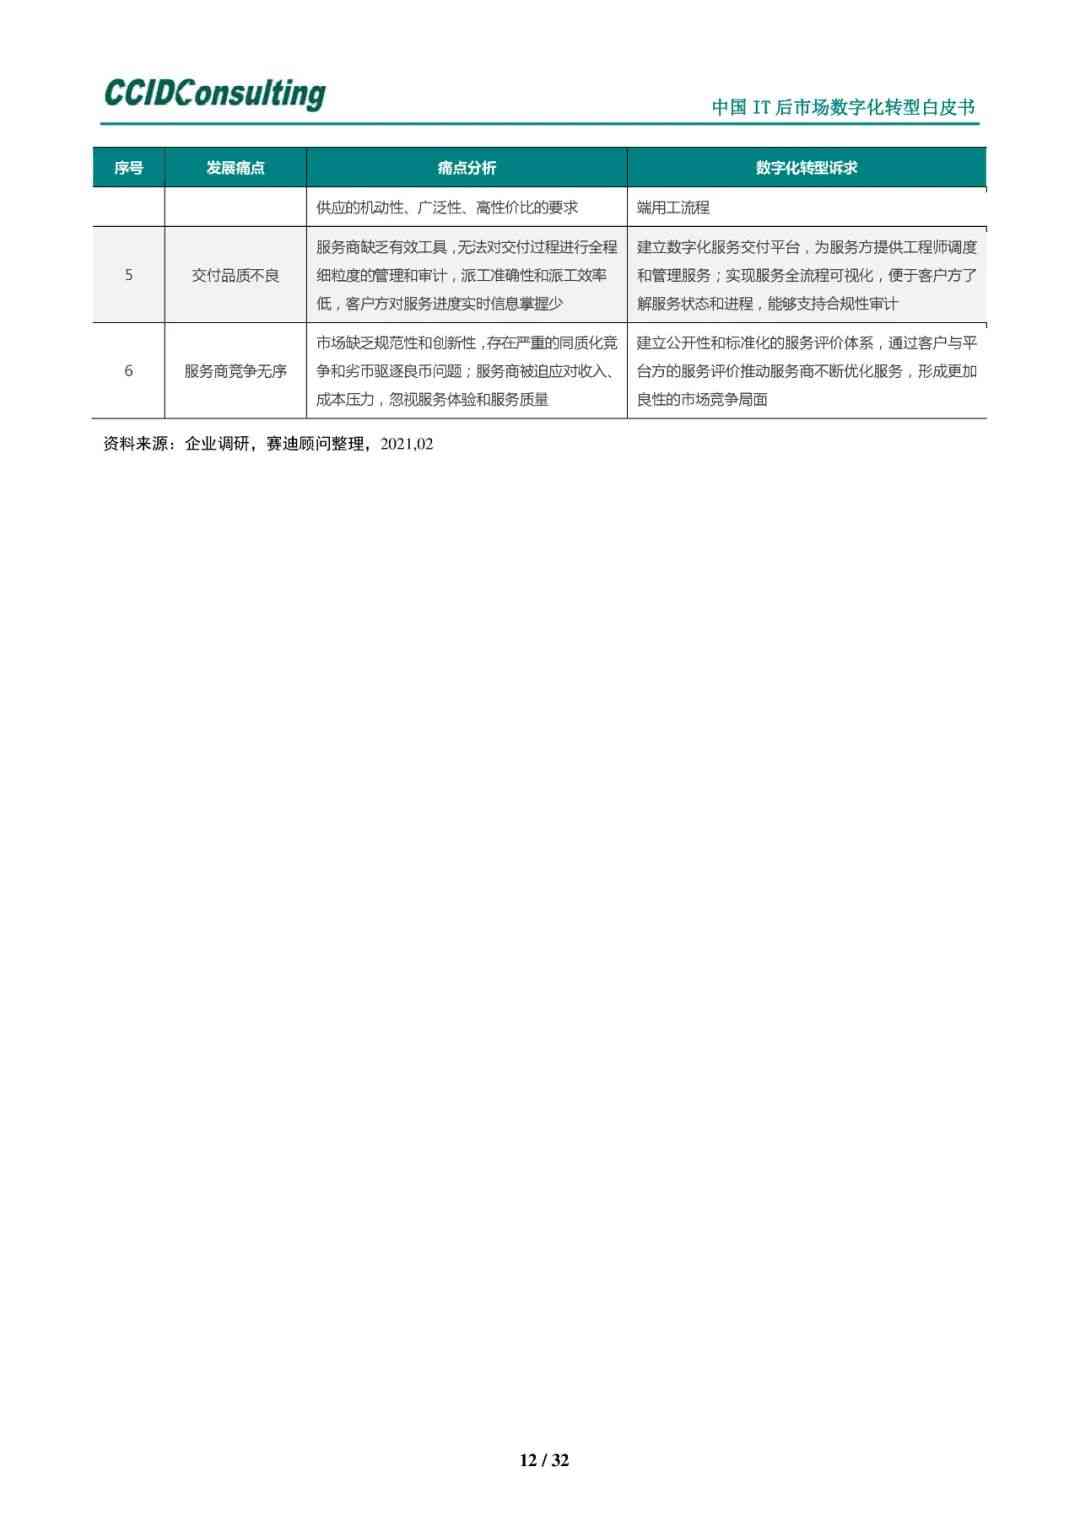 CCIDConsulting
中国 IT 后市场数字化转型白皮书
序号 发展痛点 痛点分析 数字化转型诉求
供应的机动性、广泛性、高性价比的要求
端用工流程
5
交付品质不良
服务商缺乏有效工具，无法对交付过程进行全程
细粒度的管理和审计，派工准确性和派工效率
低，客户方对服务进度实时信息掌握少
建立数字化服务交付平台，为服务方提供工程师调度
和管理服务；实现服务全流程可视化，便于客户方了
解服务状态和进程，能够支持合规性审计
6
服务商竞争无序
市场缺乏规范性和创新性，存在严重的同质化竞
争和劣币驱逐良币问题；服务商被迫应对收入、
成本压力，忽视服务体验和服务质量
建立公开性和标准化的服务评价体系，通过客户与平
台方的服务评价推动服务商不断优化服务，形成更加
良性的市场竞争局面
资料来源：企业调研，赛迪顾问整理，2021,02
12 / 32